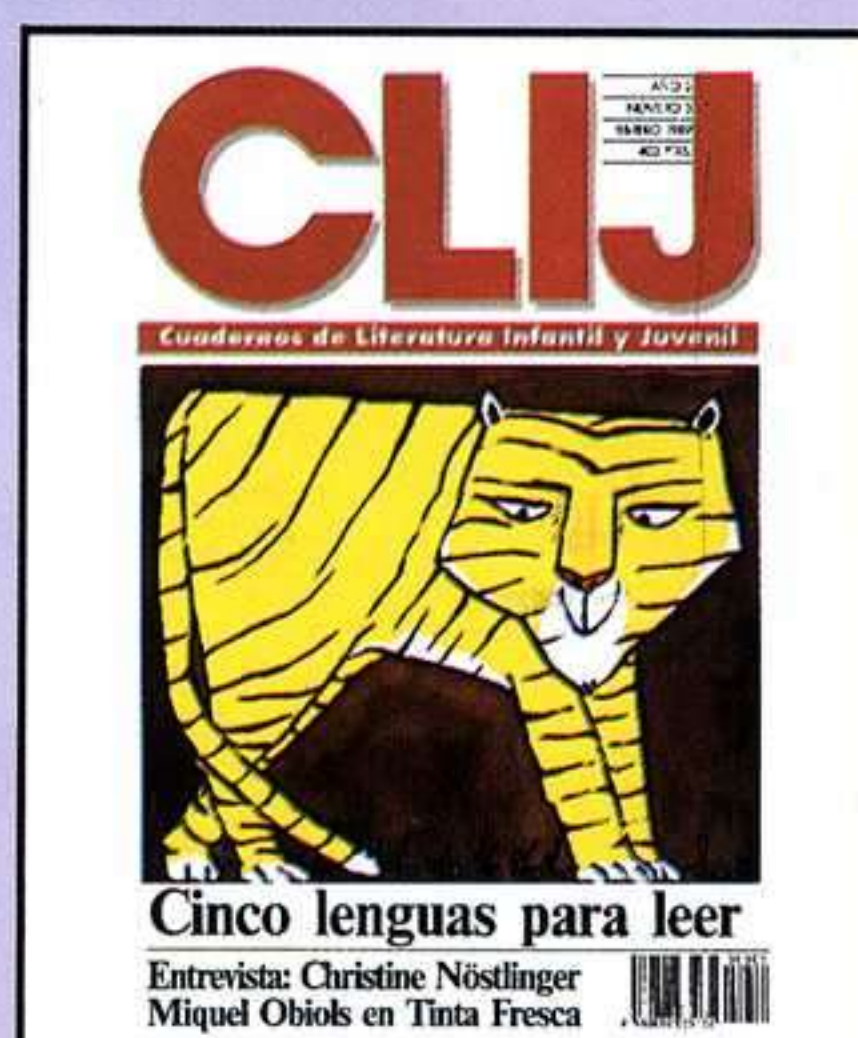 CLIJ
Cuadernos de Literatura Infantil y Juvenil
Cinco lenguas para leer
Entrevista: Christine Nöstlinger
Miquel Obiols en Tinta Fresca